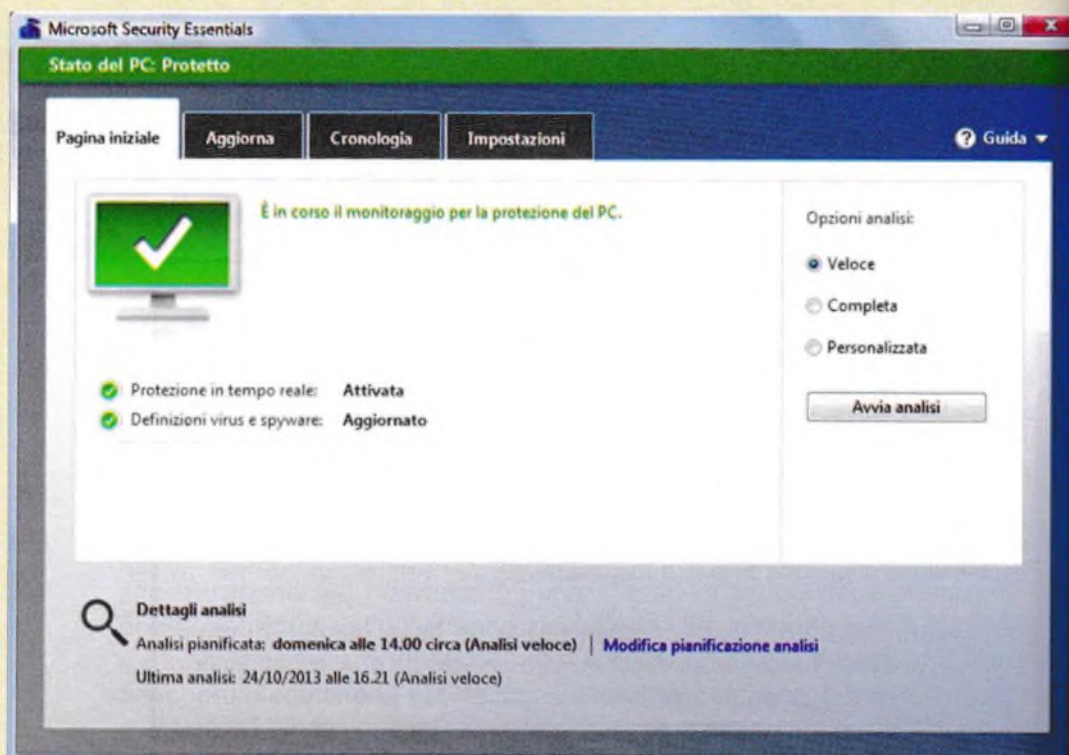 Microsoft Security Essentials
Stato del PC: Protetto
Pagina iniziale
Aggiorna
Cronologia
Impostazioni
Guida
È in corso il monitoraggio per la protezione del PC.
Protezione in tempo reale: Attivata
Definizioni virus e spyware: Aggiornato
Opzioni analisi:
Veloce
Completa
Personalizzata
Avvia analisi
Dettagli analisi
Analisi pianificata: domenica alle 14.00 circa (Analisi veloce) | Modifica pianificazione analisi
Ultima analisi: 24/10/2013 alle 16.21 (Analisi veloce)